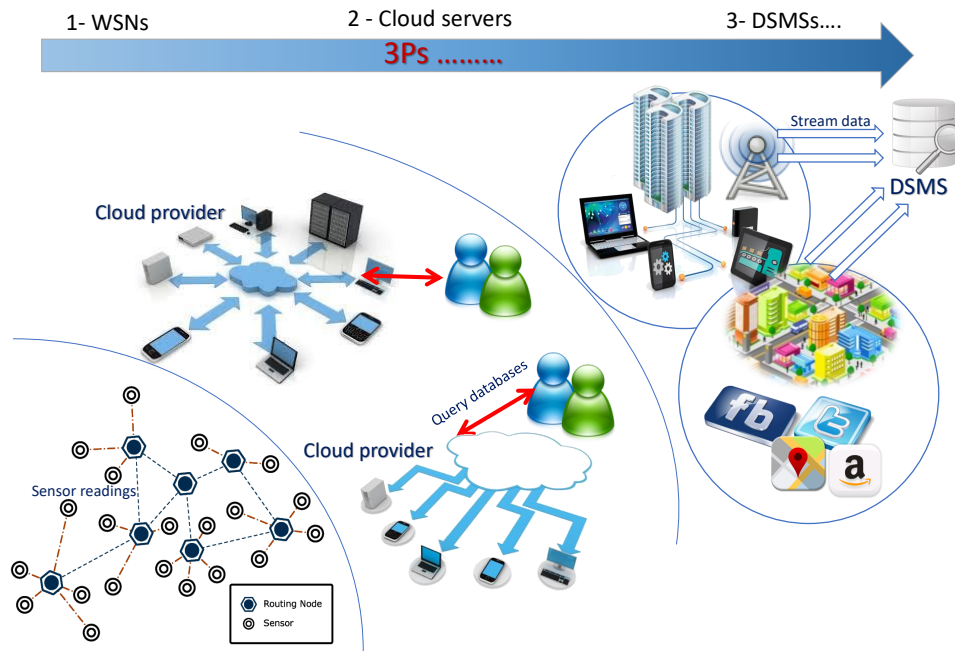 1- WSNs
2 - Cloud servers
3- DSMSs....
3Ps .........
Stream data
DSMS
Cloud provider
Query databases
Cloud provider
fb
a
Sensor readings
Routing Node
Sensor